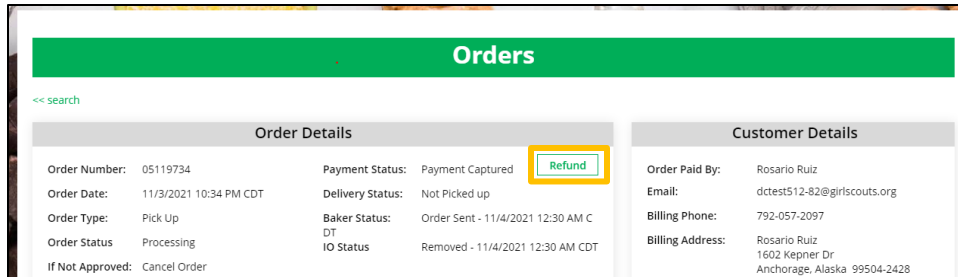 Orders
<< search
Order Details
Order Number: 05119734
Order Date: 11/3/2021 10:34 PM CDT
Order Type: Pick Up
Order Status Processing
If Not Approved: Cancel Order
Payment Status: Payment Captured Refund
Delivery Status: Not Picked up
Baker Status: Order Sent - 11/4/2021 12:30 AM C
DT
IO Status Removed - 11/4/2021 12:30 AM CDT
Customer Details
Order Paid By: Rosario Ruiz
Email: dctest512-82@girlscouts.org
Billing Phone: 792-057-2097
Billing Address: Rosario Ruiz
1602 Kepner Dr
Anchorage, Alaska 99504-2428